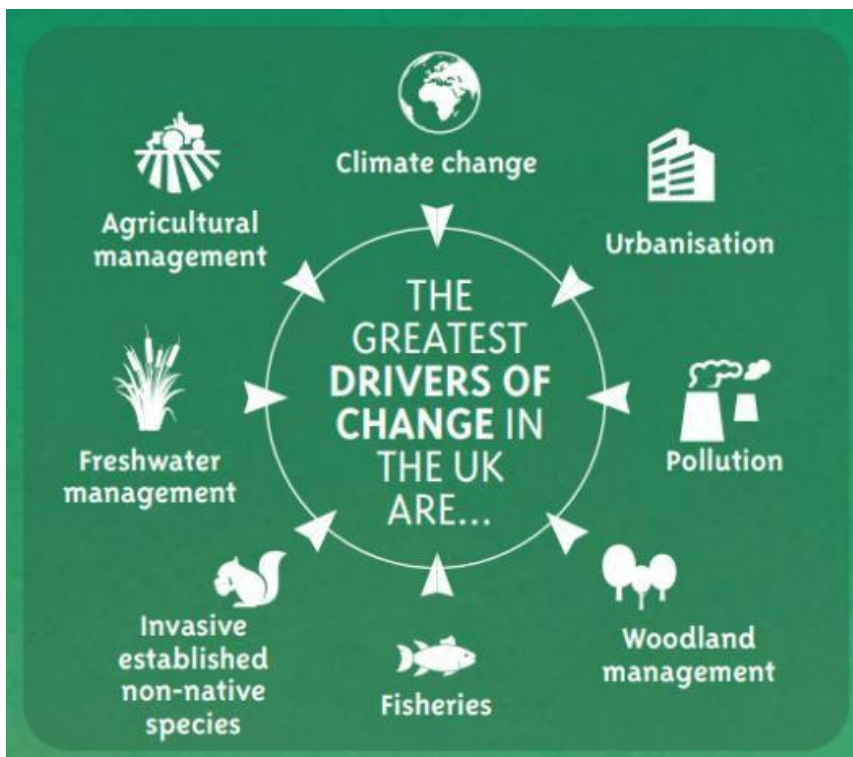 Climate change
Urbanisation
Agricultural
management
THE
GREATEST
DRIVERS OF
CHANGE IN
THE UK
ARE...
Freshwater
management
Pollution
Invasive
established
non-native
species
Fisheries
Woodland
management